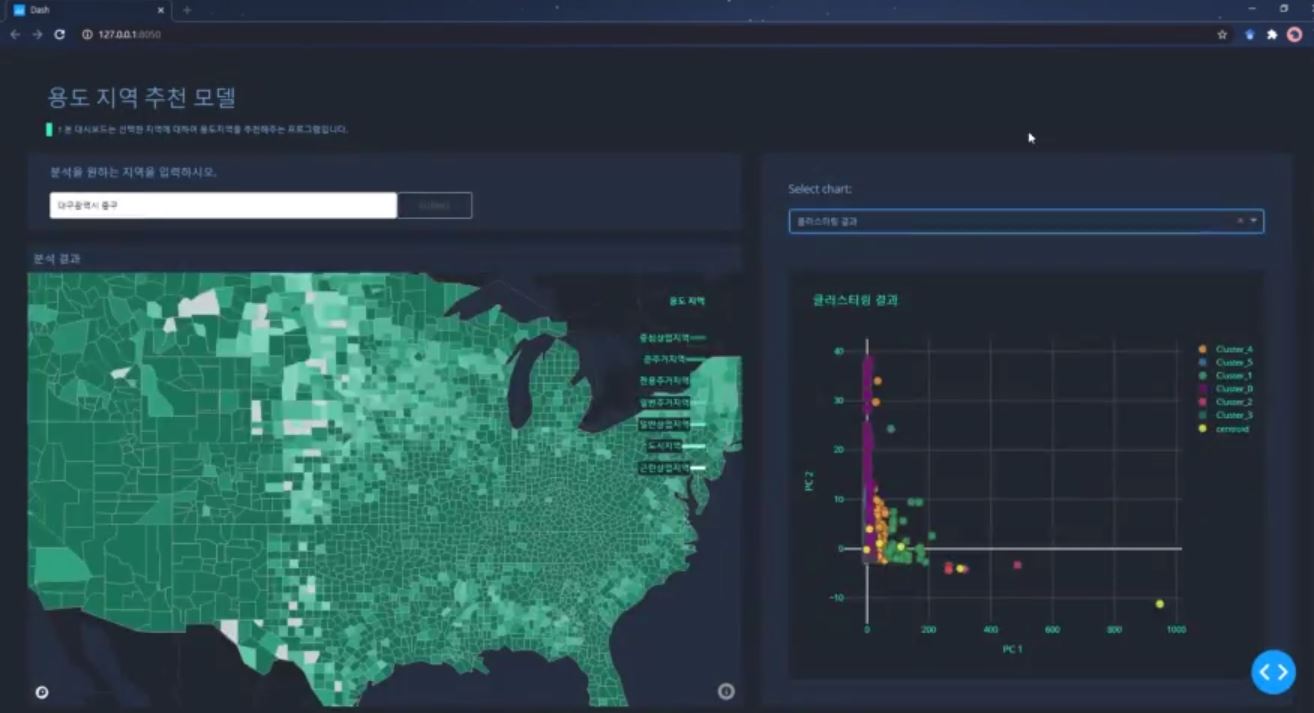 Dash
127.0.0.1:8050
용도 지역 추천 모델
본 대시보드는 선택한 지역에 대하여 용도지역을 추천해주는 프로그램입니다.
분석을 원하는 지역을 입력하시오.
대구광역시 중구
SUBMIT
분석 결과
용도 지역
중심상업지역
준주거지역
전용주거지역
일반주거지역
일반상업지역
도시지역
근린상업지역
Select chart:
클러스터링 결과
클러스터링 결과
40
30
20
10
0
−10
PC 2
0 200 400 600 800 1000
PC 1
Cluster_4
Cluster_5
Cluster_1
Cluster_0
Cluster_2
Cluster_3
centroid